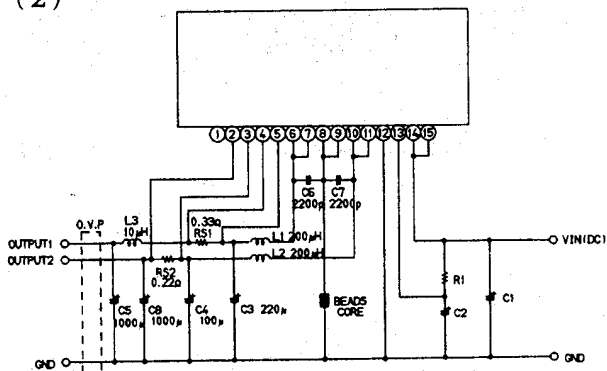 (2)
① ② ③ ④ ⑤ ⑥ ⑦ ⑧ ⑨ ⑩ ⑪ ⑫ ⑬ ⑭ ⑮
C6
2200p
C7
2200p
O.V.P
L3
10μH
0.33Ω
RS1
L1 200μH
OUTPUT1
VIN(DC)
OUTPUT2
L2 200μH
RS2
0.22Ω
R1
C5
1000μ
C8
1000μ
C4
100μ
C3 220μ
BEADS
CORE
C2
C1
GND
GND